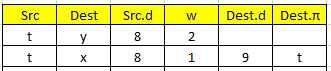 Src Dest Src.d w Dest.d Dest.π
t y 8 2
t x 8 1 9 t